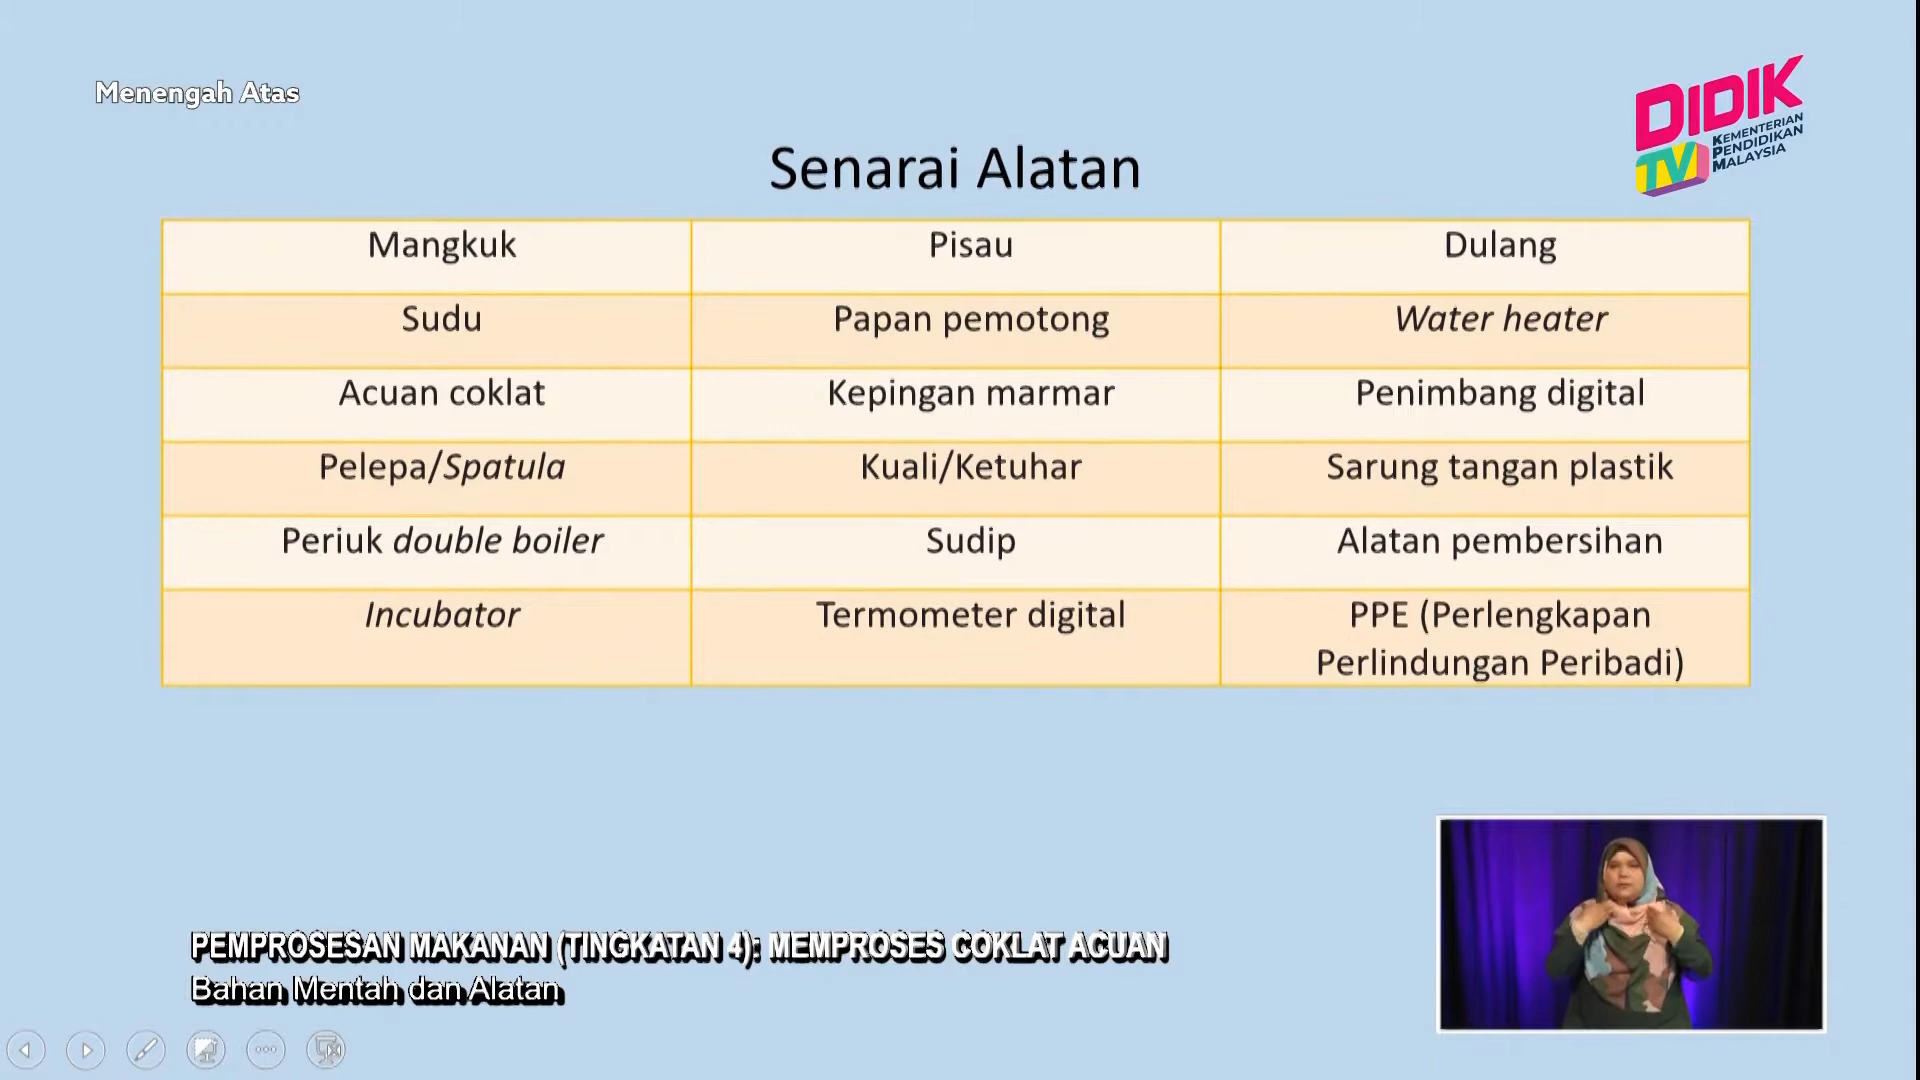 Menengah Atas
DIDIK
TV
KEMENTERIAN
PENDIDIKAN
MALAYSIA
Senarai Alatan
Mangkuk Pisau Dulang
Sudu Papan pemotong Water heater
Acuan coklat Kepingan marmar Penimbang digital
Pelepa/Spatula Kuali/Ketuhar Sarung tangan plastik
Periuk double boiler Sudip Alatan pembersihan
Incubator Termometer digital PPE (Perlengkapan
Perlindungan Peribadi)
PEMPROSESAN MAKANAN (TINGKATAN 4): MEMPROSES COKLAT ACUAN
Bahan Mentah dan Alatan